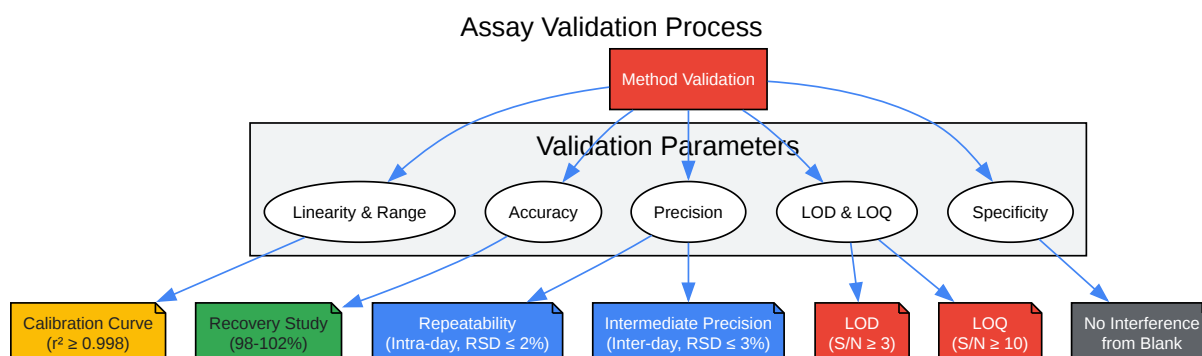 Assay Validation Process
Method Validation
Validation Parameters
Linearity & Range
Accuracy
Precision
LOD & LOQ
Specificity
Calibration Curve
(r² ≥ 0.998)
Recovery Study
(98-102%)
Repeatability
(Intra-day, RSD ≤ 2%)
Intermediate Precision
(Inter-day, RSD ≤ 3%)
LOD
(S/N ≥ 3)
LOQ
(S/N ≥ 10)
No Interference
from Blank